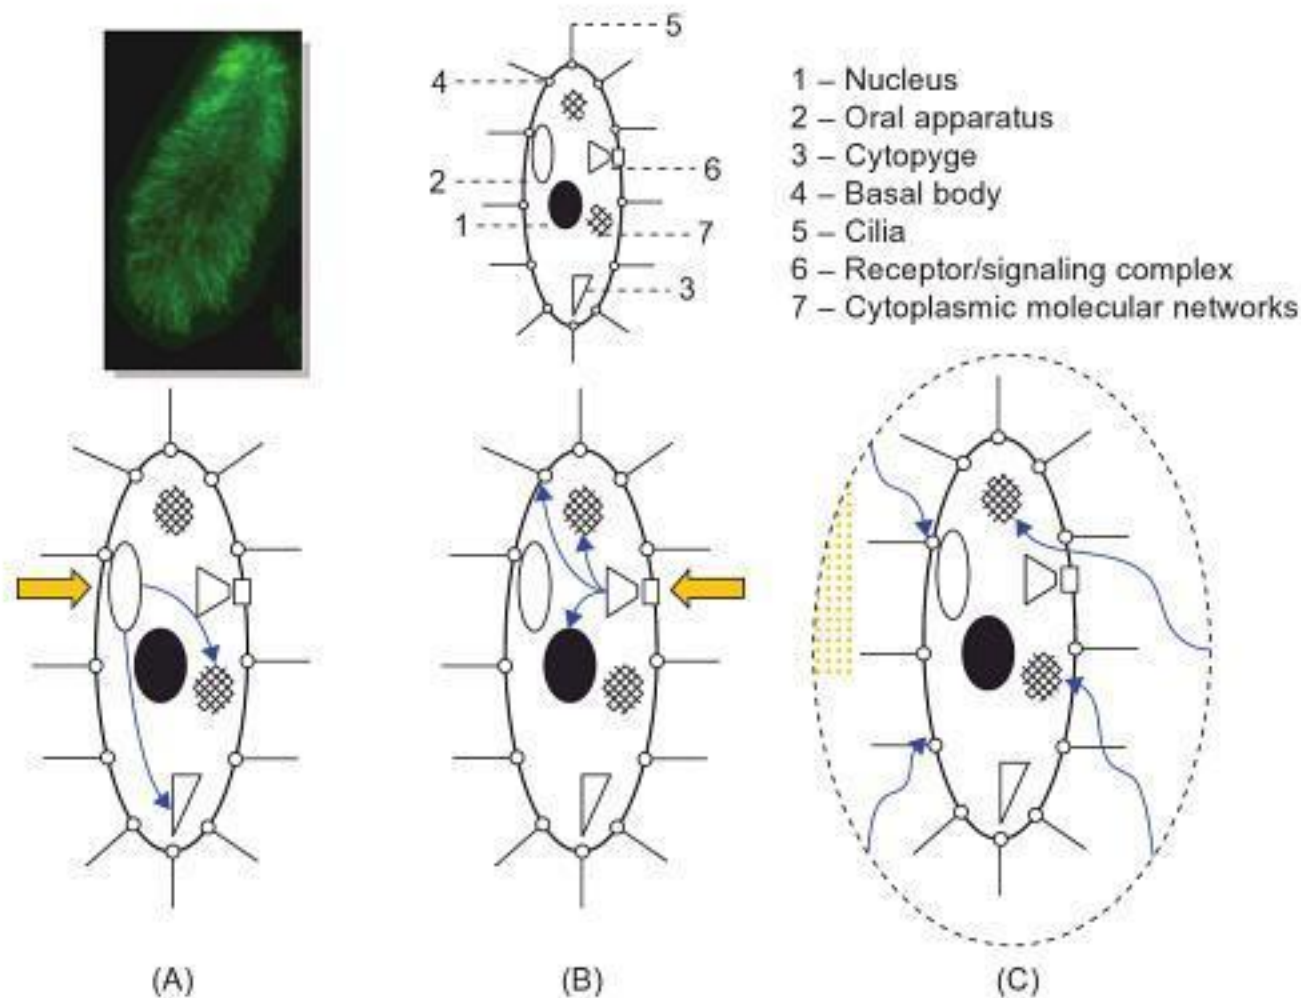 5
4
6
2
1
7
3
1 – Nucleus
2 – Oral apparatus
3 – Cytopyge
4 – Basal body
5 – Cilia
6 – Receptor/signaling complex
7 – Cytoplasmic molecular networks
(A)
(B)
(C)